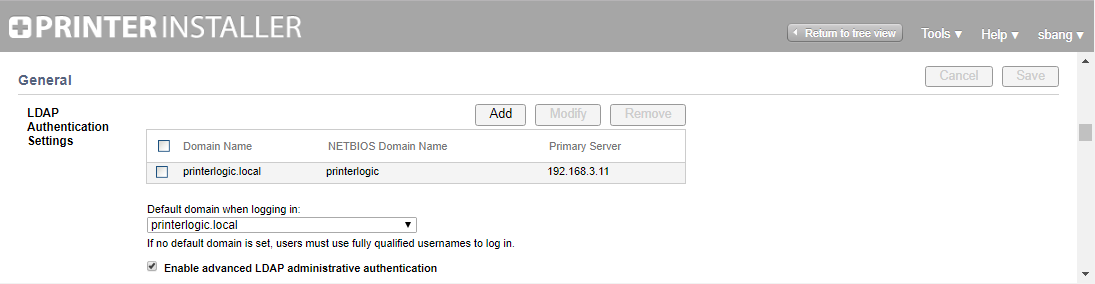 PRINTER INSTALLER
Return to tree view Tools Help sbang
General
Cancel Save
LDAP
Authentication
Settings
Add Modify Remove
Domain Name NETBIOS Domain Name Primary Server
printerlogic.local printerlogic 192.168.3.11
Default domain when logging in:
printerlogic.local
If no default domain is set, users must use fully qualified usernames to log in.
Enable advanced LDAP administrative authentication